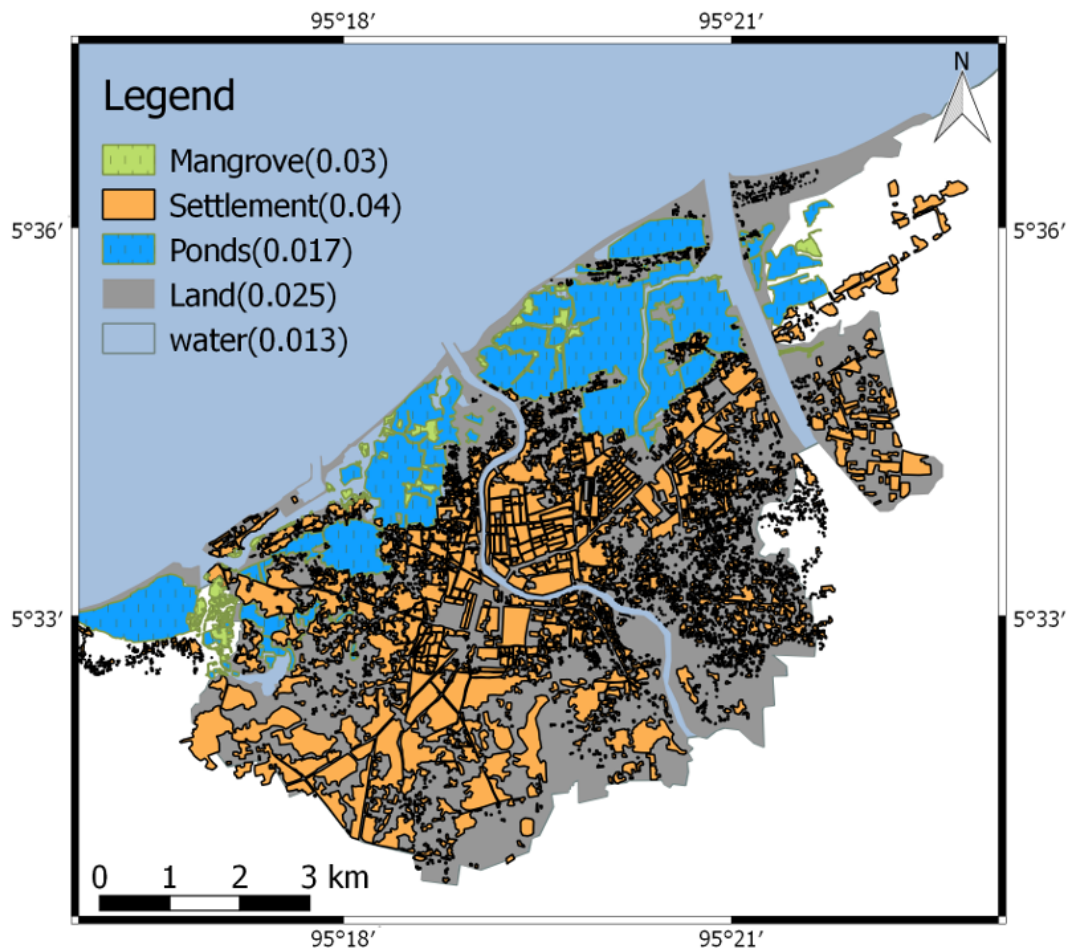 95°18′ 95°21′
N
Legend
Mangrove(0.03)
Settlement(0.04)
Ponds(0.017)
Land(0.025)
water(0.013)
5°36′ 5°36′
5°33′ 5°33′
0 1 2 3 km
95°18′ 95°21′